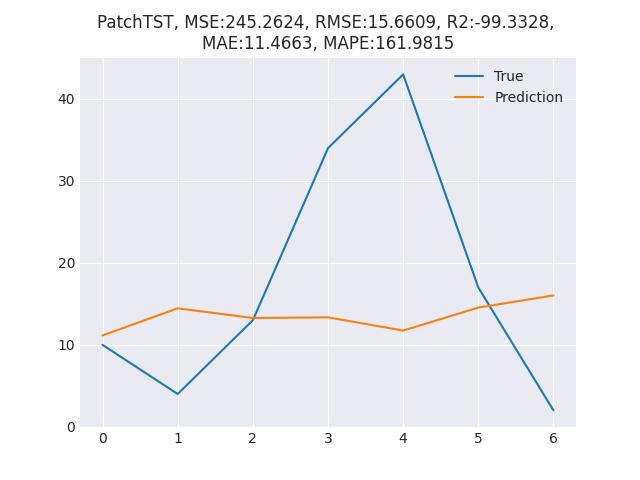 PatchTST, MSE:245.2624, RMSE:15.6609, R2:-99.3328,
MAE:11.4663, MAPE:161.9815
True
Prediction
40
30
20
10
0
0 1 2 3 4 5 6